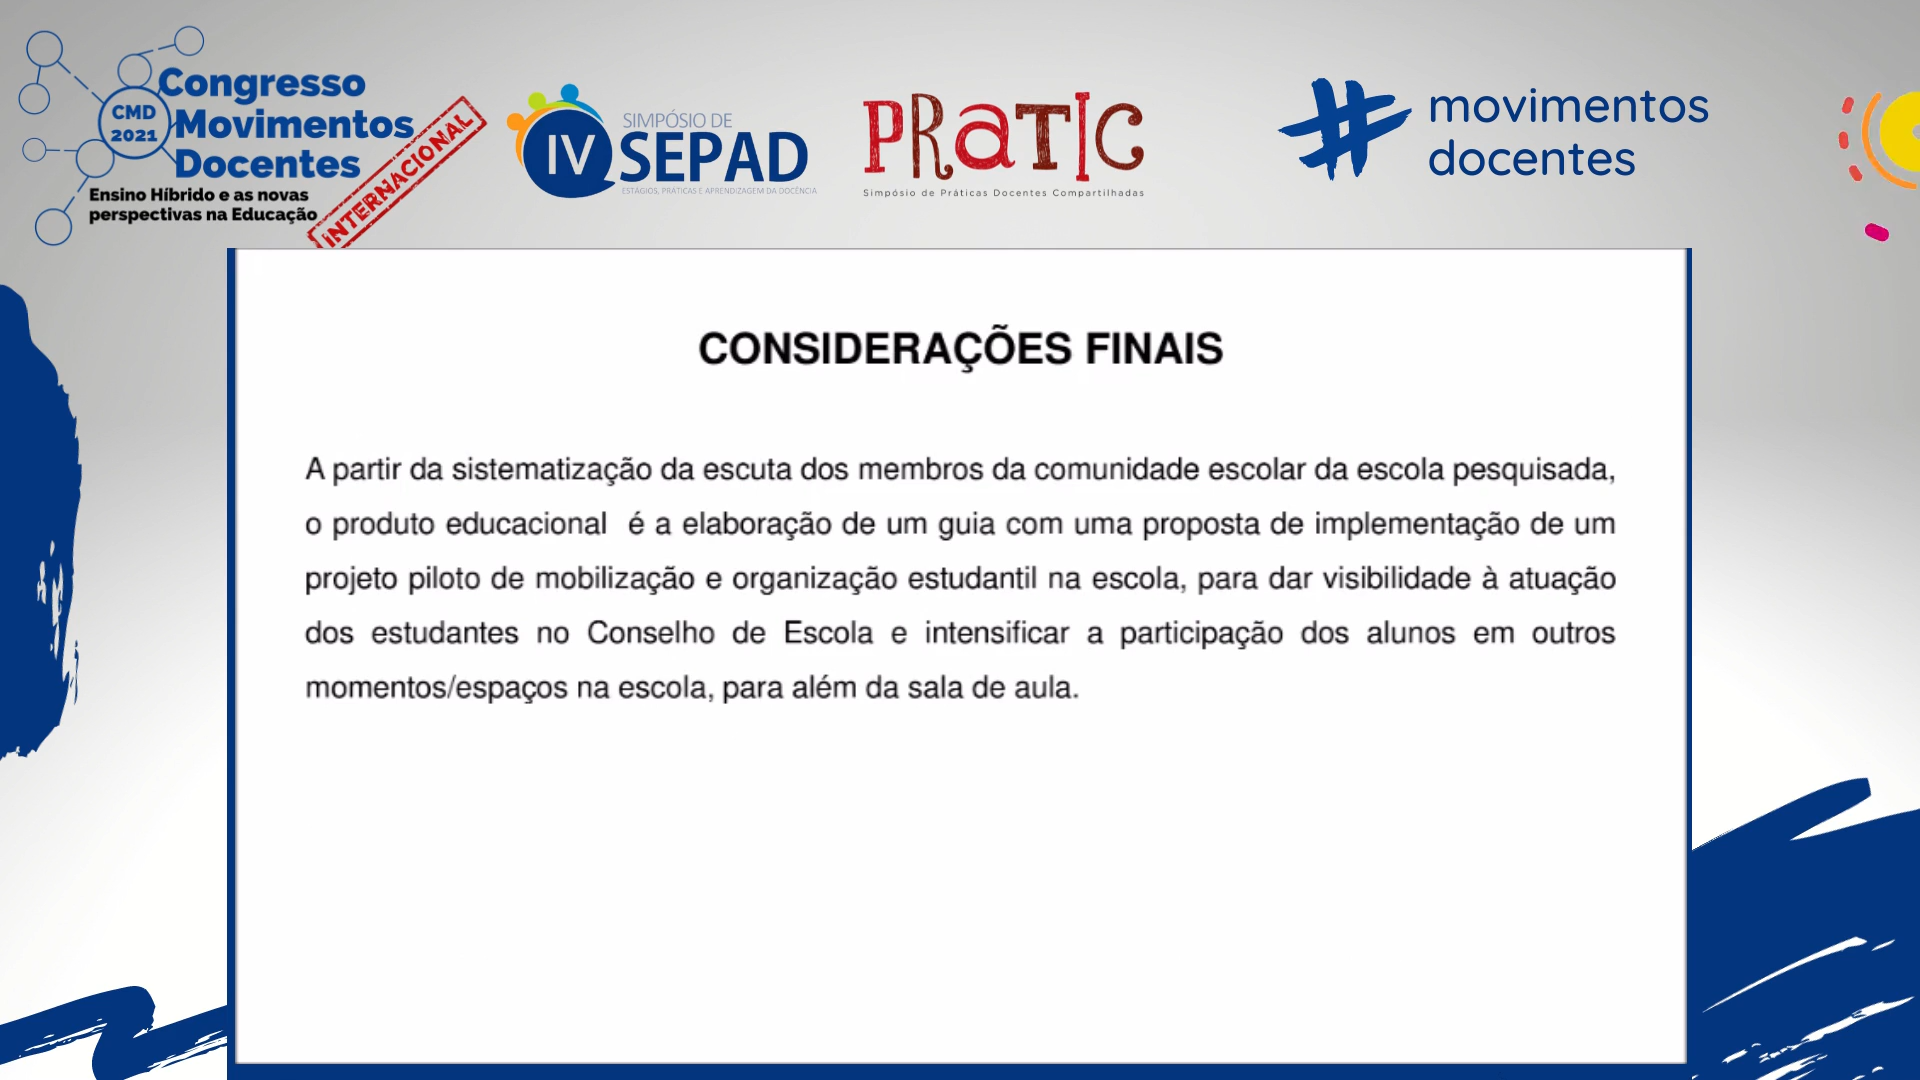 Congresso
Movimentos
Docentes
CMD
2021
Ensino Híbrido e as novas
perspectivas na Educação
INTERNACIONAL
SIMPÓSIO DE
IV SEPAD
ESTÁGIOS, PRÁTICAS E APRENDIZAGEM DA DOCÊNCIA
PRATIC
Simpósio de Práticas Docentes Compartilhadas
# movimentos
docentes
CONSIDERAÇÕES FINAIS
A partir da sistematização da escuta dos membros da comunidade escolar da escola pesquisada,
o produto educacional é a elaboração de um guia com uma proposta de implementação de um
projeto piloto de mobilização e organização estudantil na escola, para dar visibilidade à atuação
dos estudantes no Conselho de Escola e intensificar a participação dos alunos em outros
momentos/espaços na escola, para além da sala de aula.